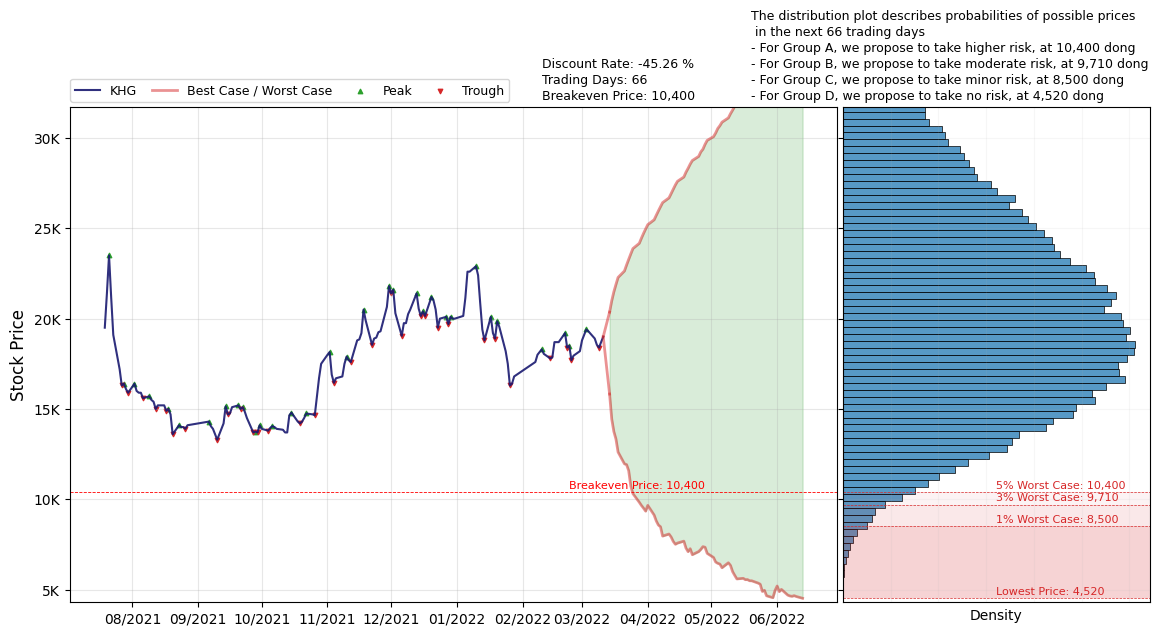 The distribution plot describes probabilities of possible prices
in the next 66 trading days
- For Group A, we propose to take higher risk, at 10,400 dong
- For Group B, we propose to take moderate risk, at 9,710 dong
- For Group C, we propose to take minor risk, at 8,500 dong
- For Group D, we propose to take no risk, at 4,520 dong
Discount Rate: -45.26 %
Trading Days: 66
Breakeven Price: 10,400
KHG
Best Case / Worst Case
Peak
Trough
30K
25K
20K
15K
10K
5K
Stock Price
Breakeven Price: 10,400
5% Worst Case: 10,400
3% Worst Case: 9,710
1% Worst Case: 8,500
Lowest Price: 4,520
08/2021 09/2021 10/2021 11/2021 12/2021 01/2022 02/2022 03/2022 04/2022 05/2022 06/2022
Density